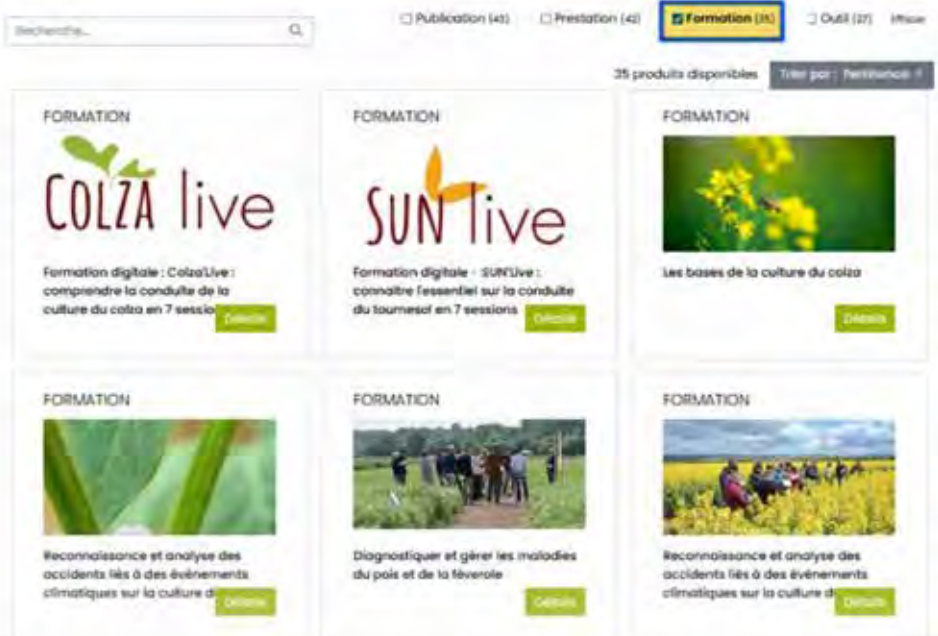 Recherche...
Publication (43)
Prestation (42)
Formation (35)
Outil (27)
Effacer
35 produits disponibles
Trier par : Pertinence
FORMATION
COLZA live
Formation digitale : Colza'Live :
comprendre la conduite de la
culture du colza en 7 sessio
Détails
FORMATION
SUN live
Formation digitale - SUN'Live :
connaitre l'essentiel sur la conduite
du tournesol en 7 sessions
Détails
FORMATION
Les bases de la culture du colza
Détails
FORMATION
Reconnaissance et analyse des
accidents liés à des événements
climatiques sur la culture d
Détails
FORMATION
Diagnostiquer et gérer les maladies
du pois et de la féverole
Détails
FORMATION
Reconnaissance et analyse des
accidents liés à des événements
climatiques sur la culture d
Détails